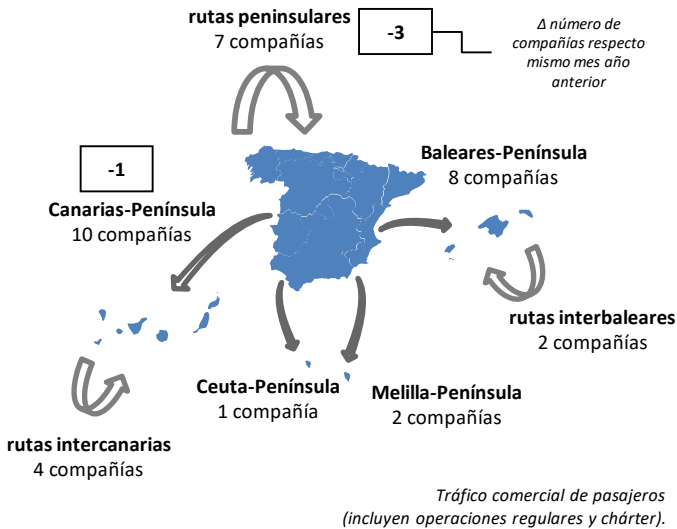 rutas peninsulares
7 compañías
-3
Δ número de
compañías respecto
mismo mes año
anterior
-1
Canarias-Península
10 compañías
Baleares-Península
8 compañías
rutas interbaleares
2 compañías
Ceuta-Península
1 compañía
Melilla-Península
2 compañías
rutas intercanarias
4 compañías
Tráfico comercial de pasajeros
(incluyen operaciones regulares y chárter).